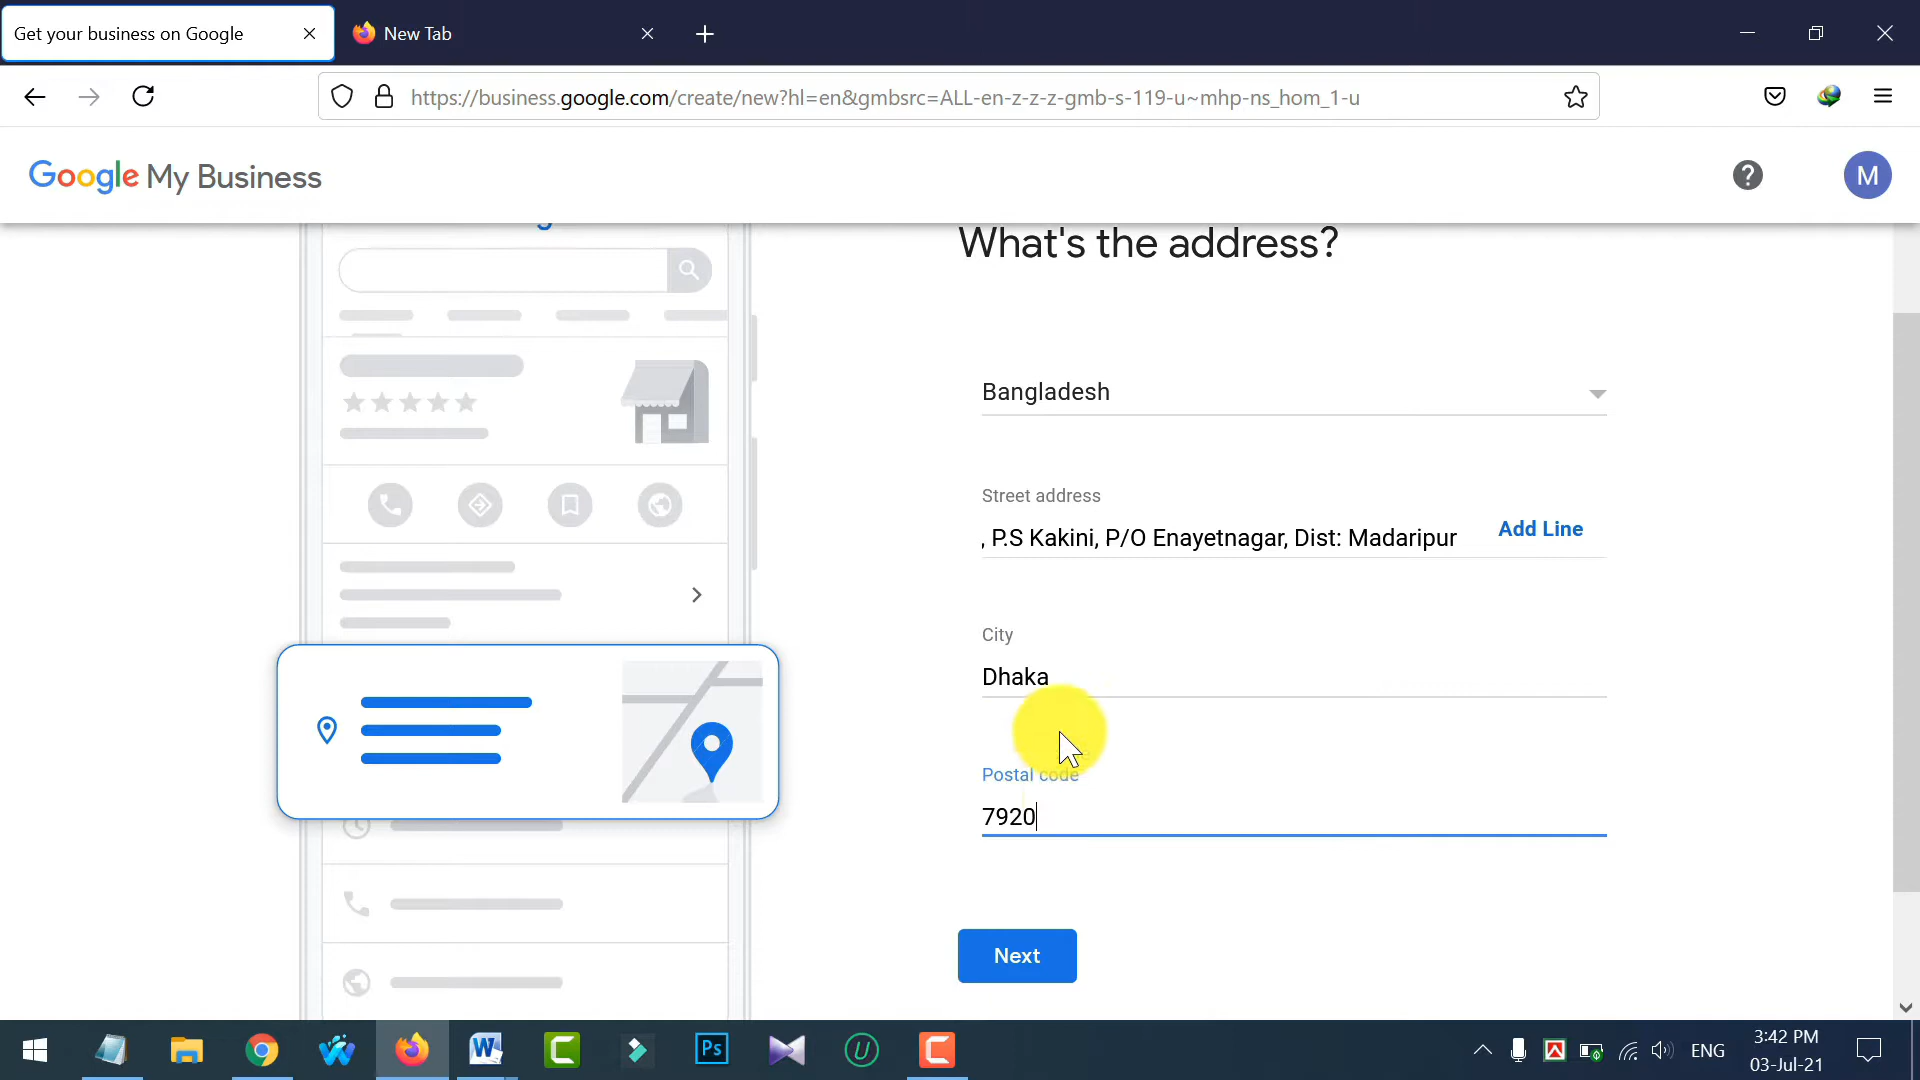 Get your business on Google
New Tab
https://business.google.com/create/new?hl=en&gmbsrc=ALL-en-z-z-z-gmb-s-119-u~mhp-ns_hom_1-u
Google My Business
M
What's the address?
Bangladesh
Street address
, P.S Kakini, P/O Enayetnagar, Dist: Madaripur
Add Line
City
Dhaka
Postal code
7920
Next
ENG
3:42 PM
03-Jul-21